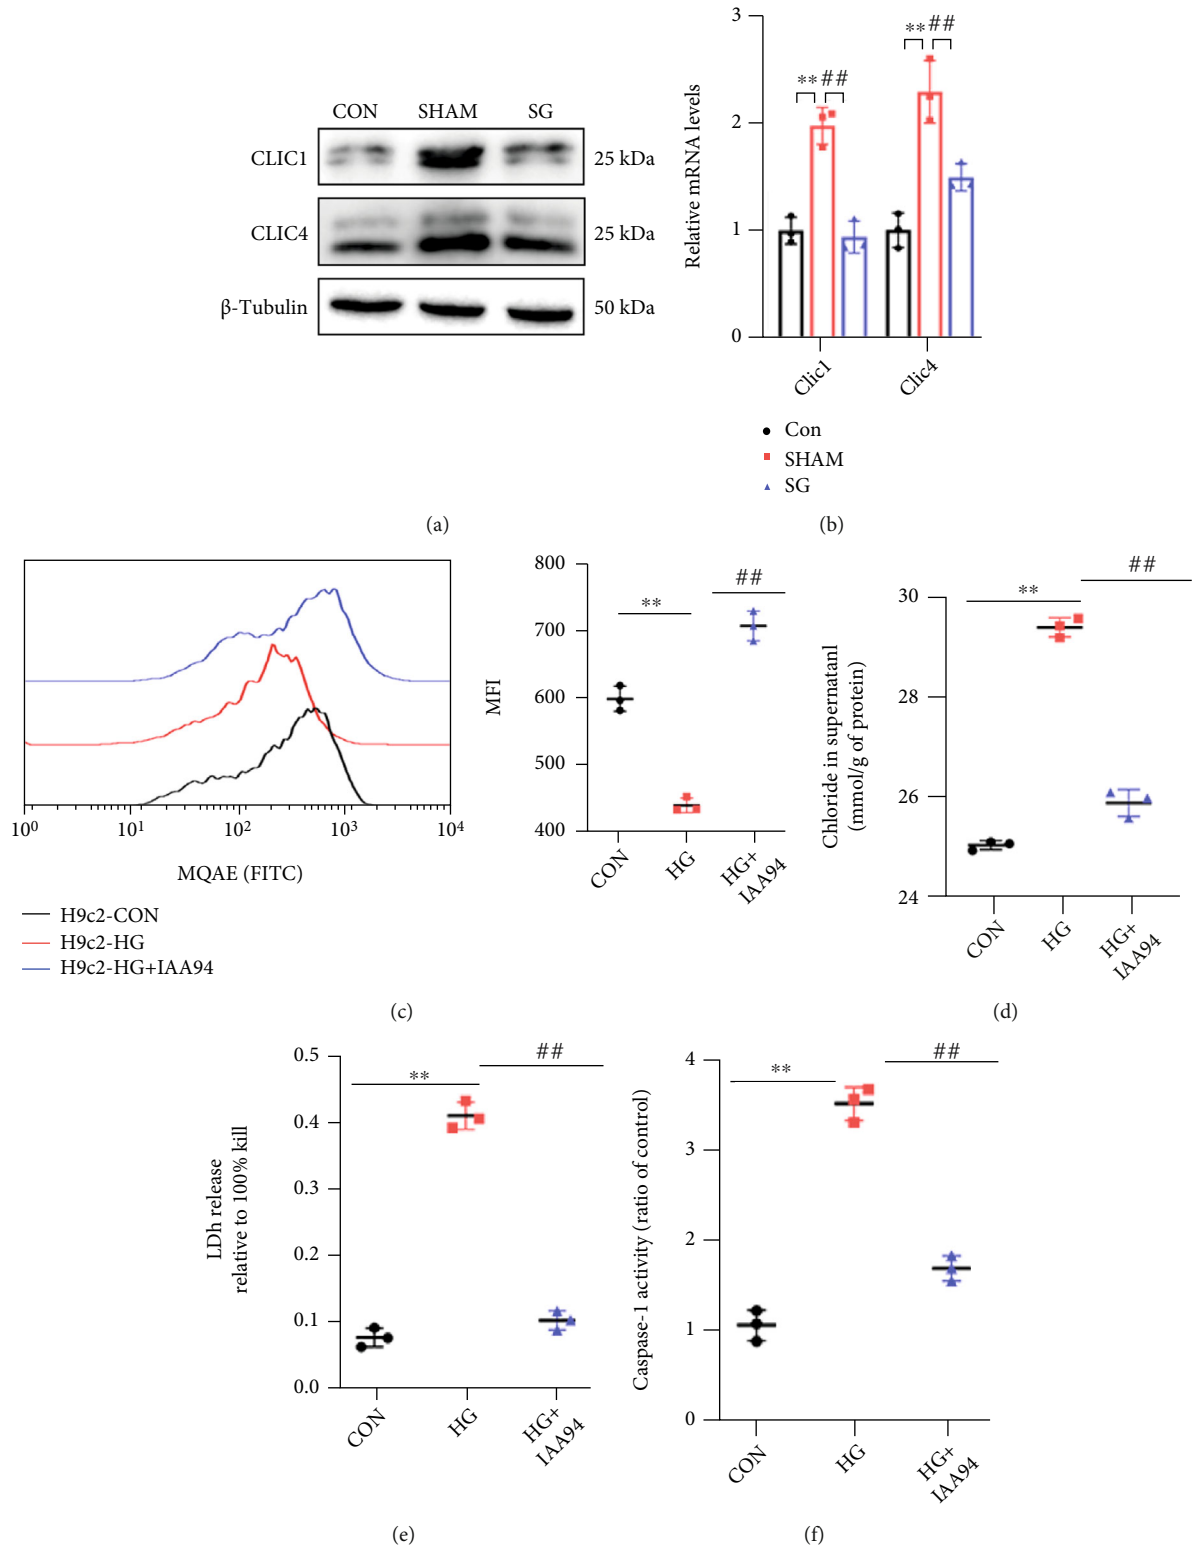 CON SHAM SG
CLIC1 25 kDa
CLIC4 25 kDa
β-Tubulin 50 kDa
(a)
Relative mRNA levels
3
2
1
0
** ## ** ##
Clic1 Clic4
Con
SHAM
SG
(b)
10⁰ 10¹ 10² 10³ 10⁴
MQAE (FITC)
H9c2-CON
H9c2-HG
H9c2-HG+IAA94
MFI
800
700
600
500
400
** ##
CON HG HG+
IAA94
(c)
Chloride in supernatanl
(mmol/g of protein)
30
28
26
24
** ##
CON HG HG+
IAA94
(d)
LDh release
relative to 100% kill
0.5
0.4
0.3
0.2
0.1
0.0
** ##
CON HG HG+
IAA94
(e)
Caspase-1 activity (ratio of control)
4
3
2
1
0
** ##
CON HG HG+
IAA94
(f)